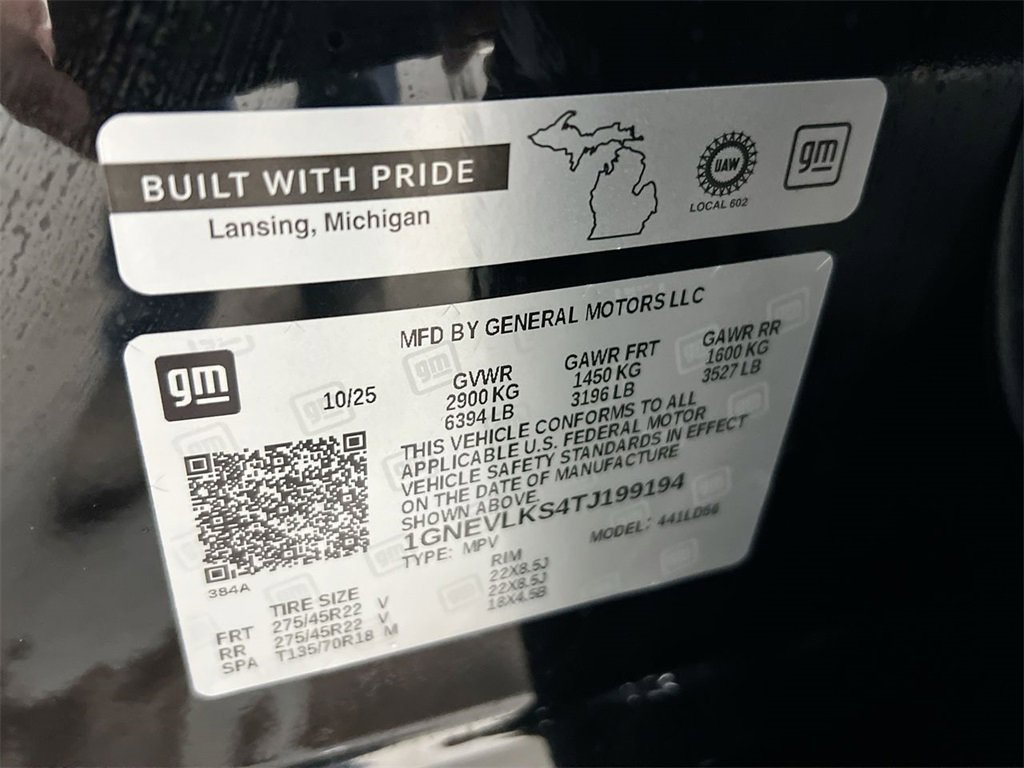 BUILT WITH PRIDE
Lansing, Michigan
UAW
LOCAL 602
gm
MFD BY GENERAL MOTORS LLC
gm
10/25
GVWR
2900 KG
6394 LB
GAWR FRT
1450 KG
3196 LB
GAWR RR
1600 KG
3527 LB
THIS VEHICLE CONFORMS TO ALL
APPLICABLE U.S. FEDERAL MOTOR
VEHICLE SAFETY STANDARDS IN EFFECT
ON THE DATE OF MANUFACTURE
SHOWN ABOVE.
1GNEVLKS4TJ199194
TYPE: MPV
MODEL: 441LD56
384A
TIRE SIZE
RIM
FRT 275/45R22 V 22X8.5J
RR 275/45R22 V 22X8.5J
SPA T135/70R18 M 18X4.5B